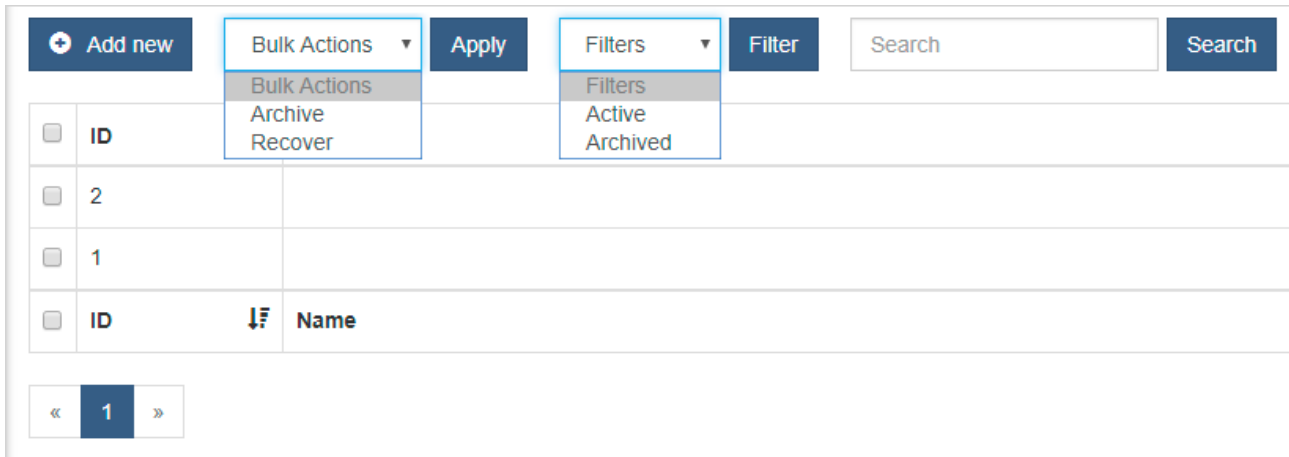 Add new Bulk Actions Apply Filters Filter Search Search
Bulk Actions Filters
Archive Active
Recover Archived
ID
2
1
ID Name
« 1 »